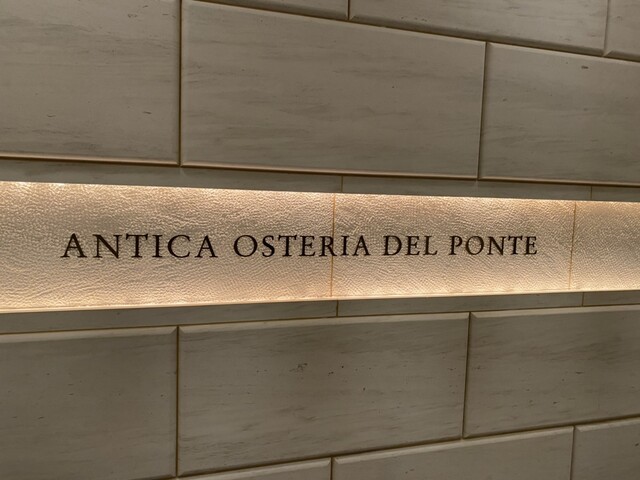 ANTICA OSTERIA DEL PONTE